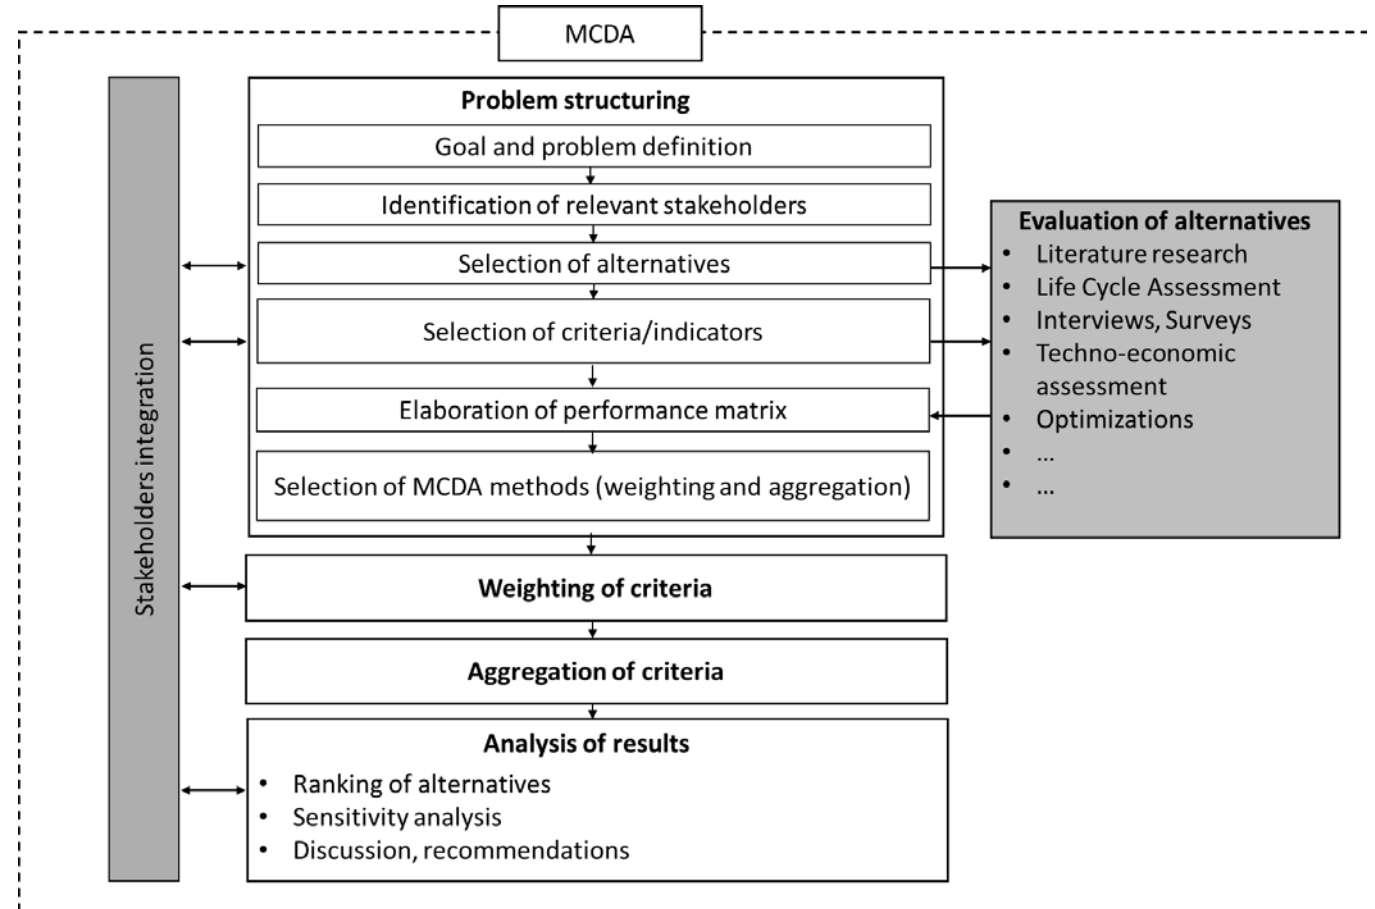 MCDA
Stakeholders integration
Problem structuring
Goal and problem definition
Identification of relevant stakeholders
Selection of alternatives
Selection of criteria/indicators
Elaboration of performance matrix
Selection of MCDA methods (weighting and aggregation)
Evaluation of alternatives
• Literature research
• Life Cycle Assessment
• Interviews, Surveys
• Techno-economic
assessment
• Optimizations
• ...
• ...
Weighting of criteria
Aggregation of criteria
Analysis of results
• Ranking of alternatives
• Sensitivity analysis
• Discussion, recommendations